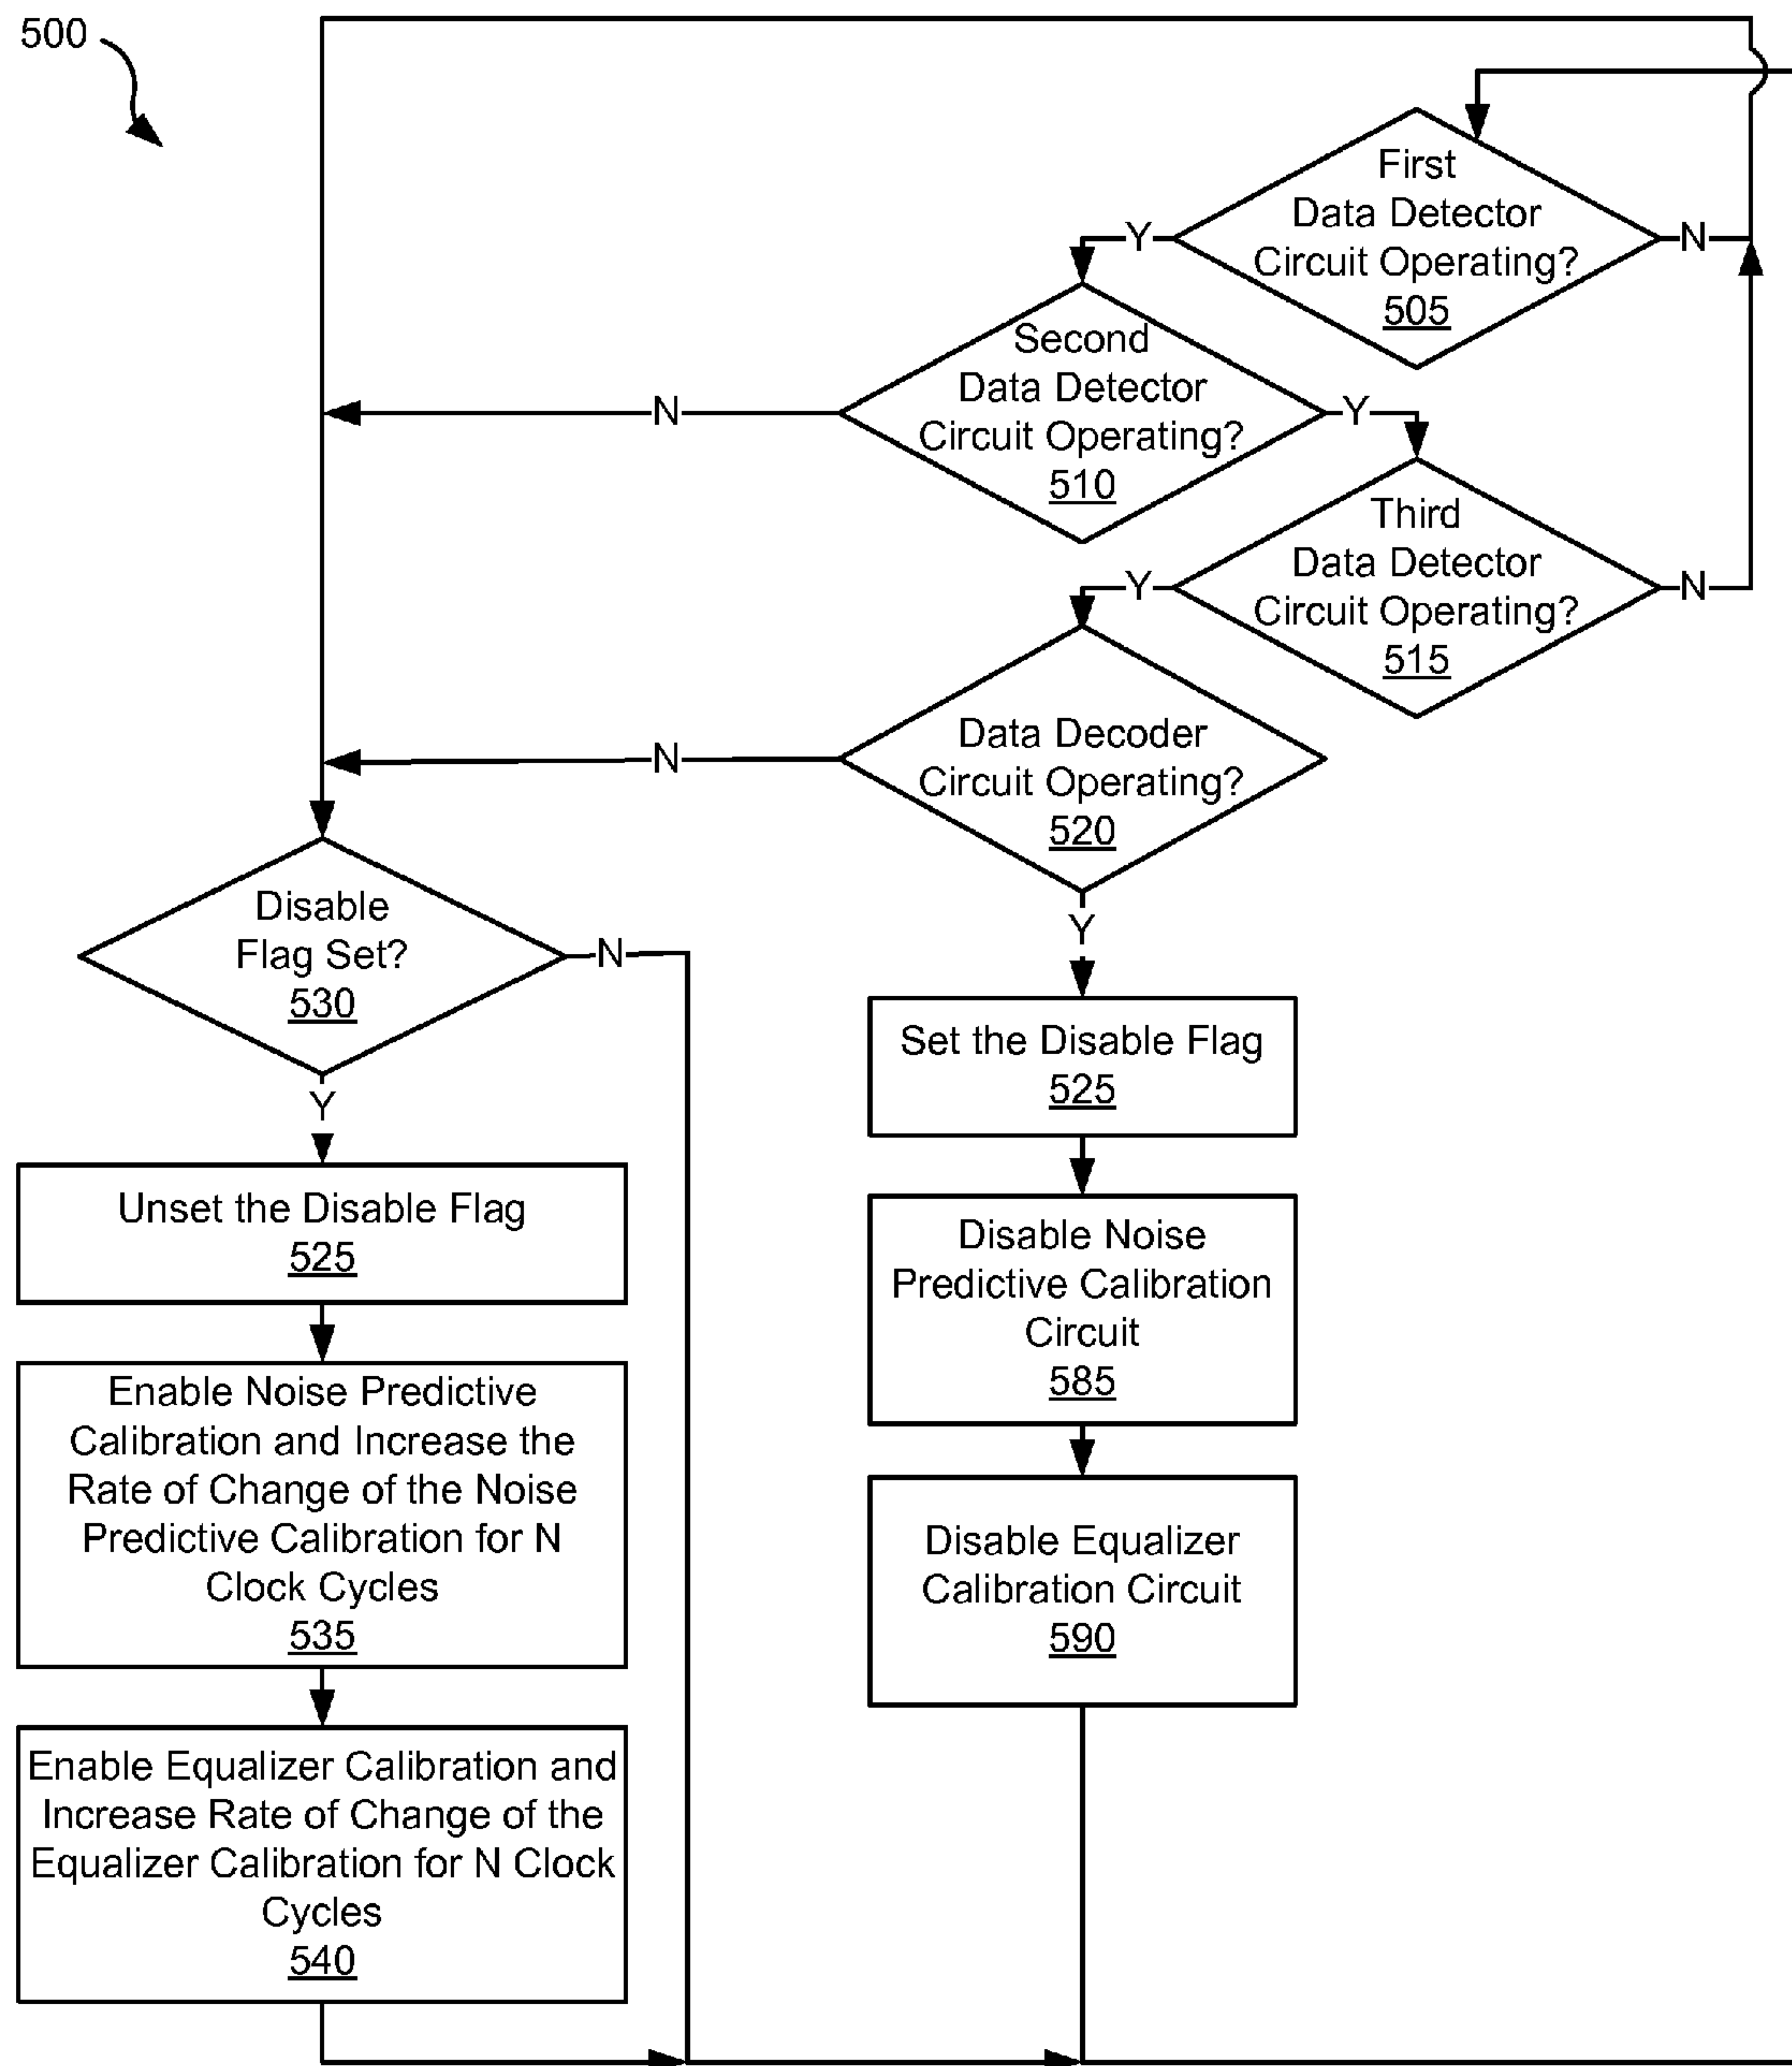 500
First
Data Detector
Circuit Operating?
505
Y
N
Second
Data Detector
Circuit Operating?
510
N
Y
Third
Data Detector
Circuit Operating?
515
Y
N
Data Decoder
Circuit Operating?
520
N
Y
Disable
Flag Set?
530
N
Y
Set the Disable Flag
525
Disable Noise
Predictive Calibration
Circuit
585
Disable Equalizer
Calibration Circuit
590
Unset the Disable Flag
525
Enable Noise Predictive
Calibration and Increase the
Rate of Change of the Noise
Predictive Calibration for N
Clock Cycles
535
Enable Equalizer Calibration and
Increase Rate of Change of the
Equalizer Calibration for N Clock
Cycles
540